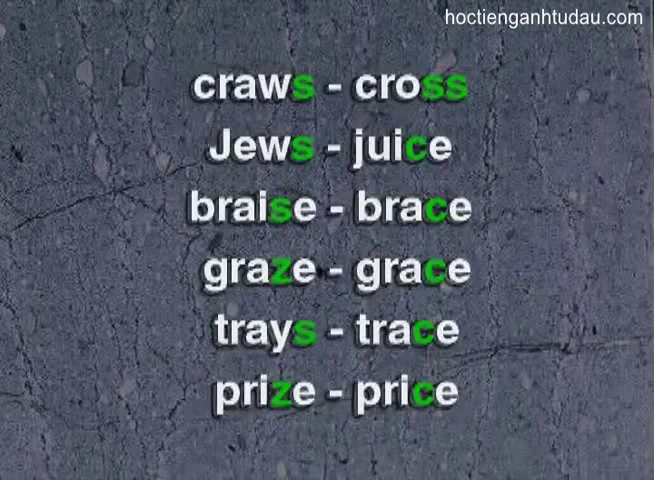 hoctienganhtudau.com
craws - cross
Jews - juice
braise - brace
graze - grace
trays - trace
prize - price